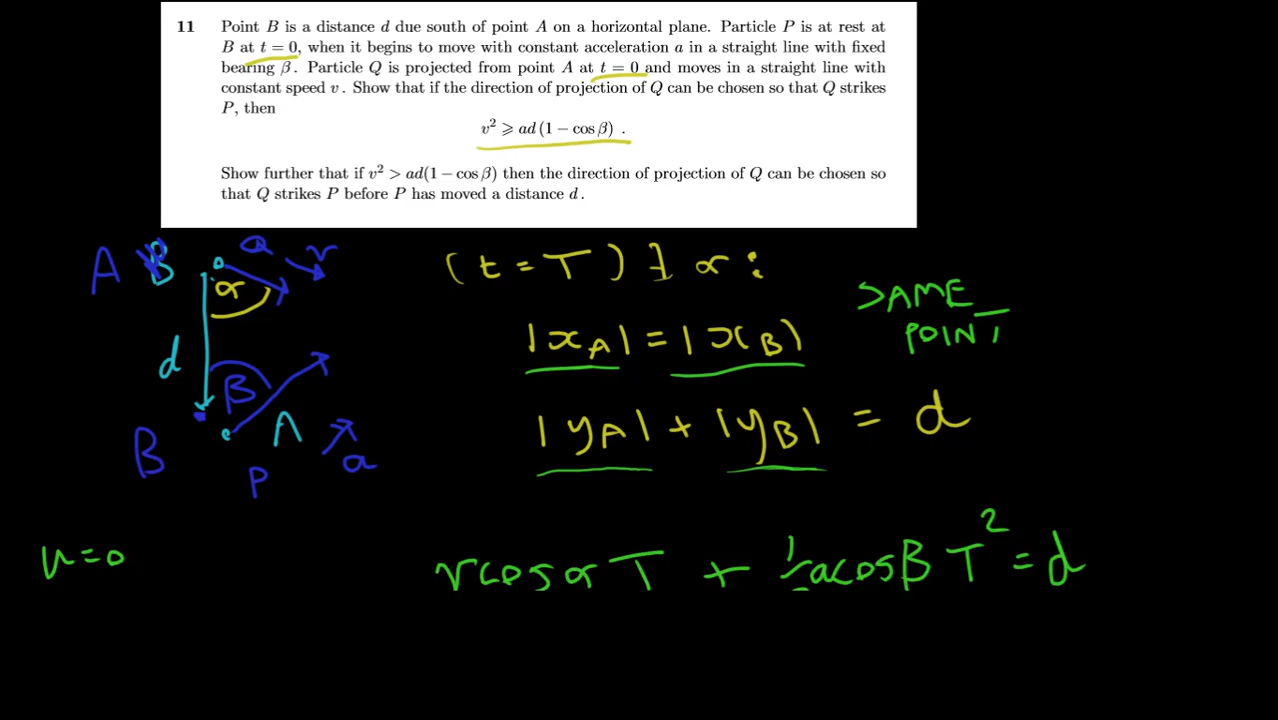 11 Point B is a distance d due south of point A on a horizontal plane. Particle P is at rest at
B at t = 0, when it begins to move with constant acceleration a in a straight line with fixed
bearing β. Particle Q is projected from point A at t = 0 and moves in a straight line with
constant speed v. Show that if the direction of projection of Q can be chosen so that Q strikes
P, then
v² ⩾ ad (1 − cos β) .
Show further that if v² > ad(1 − cos β) then the direction of projection of Q can be chosen so
that Q strikes P before P has moved a distance d.
A B Q v
α
(t = T) ∃ α :
SAME
POINT
|x_A| = |x_B|
d
β
|y_A| + |y_B| = d
B A a
P
u=0
v cos α T + ½ a cos β T² = d